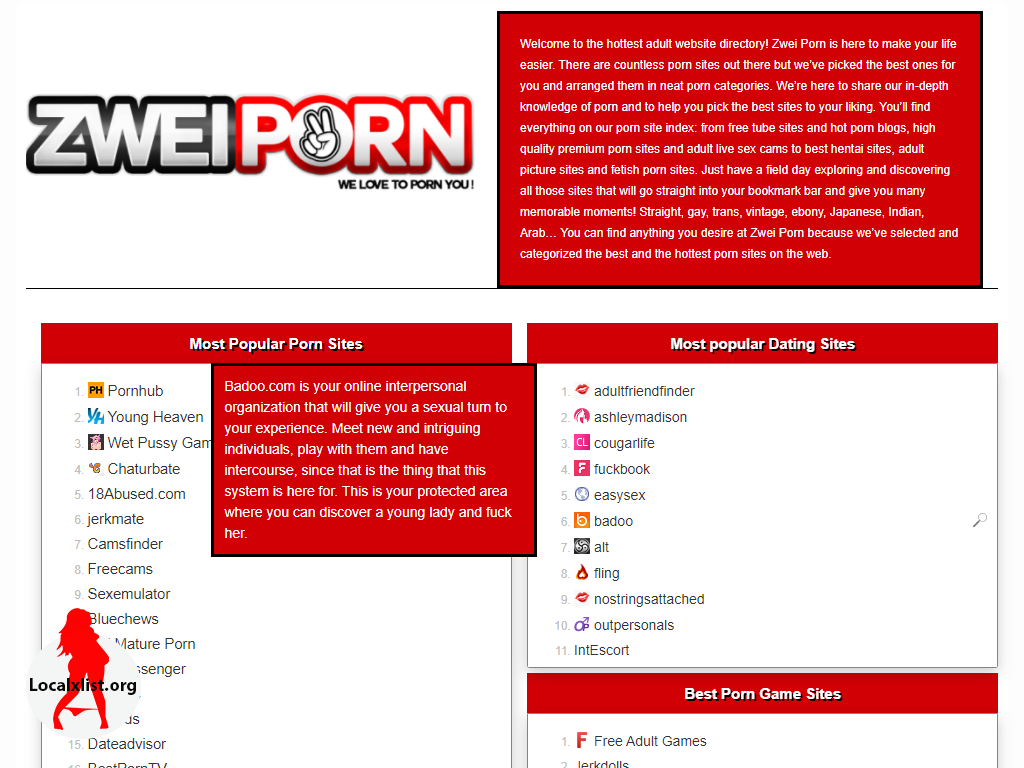 ZWEIPORN
WE LOVE TO PORN YOU !
Welcome to the hottest adult website directory! Zwei Porn is here to make your life
easier. There are countless porn sites out there but we've picked the best ones for
you and arranged them in neat porn categories. We're here to share our in-depth
knowledge of porn and to help you pick the best sites to your liking. You'll find
everything on our porn site index: from free tube sites and hot porn blogs, high
quality premium porn sites and adult live sex cams to best hentai sites, adult
picture sites and fetish porn sites. Just have a field day exploring and discovering
all those sites that will go straight into your bookmark bar and give you many
memorable moments! Straight, gay, trans, vintage, ebony, Japanese, Indian,
Arab... You can find anything you desire at Zwei Porn because we've selected and
categorized the best and the hottest porn sites on the web.
Most Popular Porn Sites
1. PH Pornhub
2. YH Young Heaven
3. Wet Pussy Gam
4. Chaturbate
5. 18Abused.com
6. jerkmate
7. Camsfinder
8. Freecams
9. Sexemulator
Bluechews
Mature Porn
ssenger
us
15. Dateadvisor
BestPornTV
Localxlist.org
Badoo.com is your online interpersonal
organization that will give you a sexual turn to
your experience. Meet new and intriguing
individuals, play with them and have
intercourse, since that is the thing that this
system is here for. This is your protected area
where you can discover a young lady and fuck
her.
Most popular Dating Sites
1. adultfriendfinder
2. ashleymadison
3. CL cougarlife
4. F fuckbook
5. easysex
6. b badoo
7. alt
8. fling
9. nostringsattached
10. outpersonals
11. IntEscort
Best Porn Game Sites
1. F Free Adult Games
2. Jerkdolls